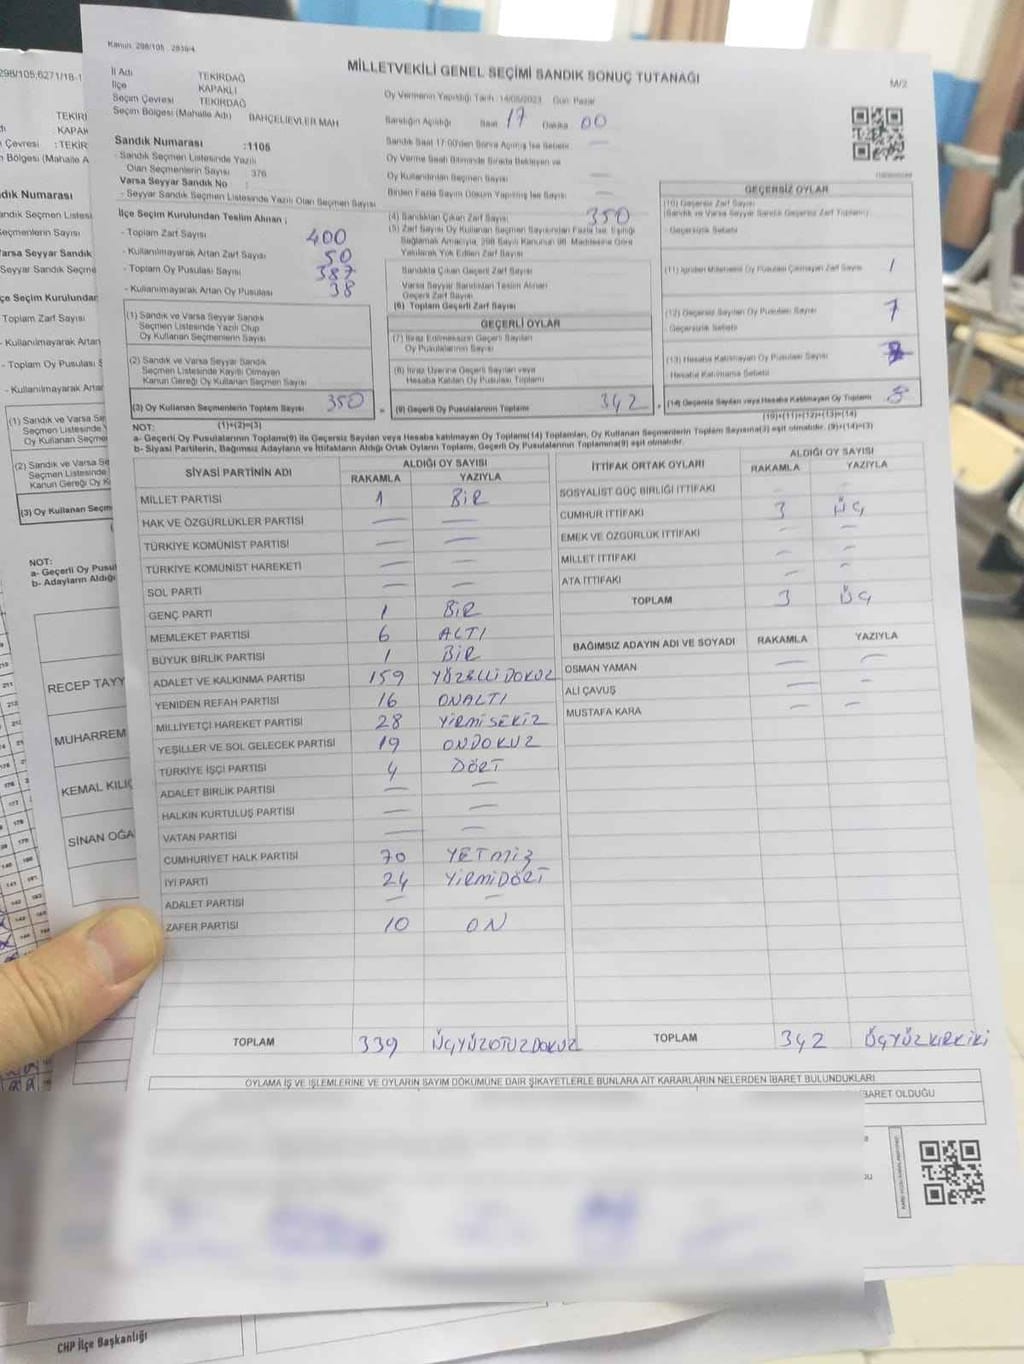 Kanun: 298/105
MİLLETVEKİLİ GENEL SEÇİMİ SANDIK SONUÇ TUTANAĞI
M/2
İl Adı : TEKİRDAĞ
İlçe : KAPAKLI
Seçim Çevresi : TEKİRDAĞ
Seçim Bölgesi (Mahalle Adı) : BAHÇELİEVLER MAH
Oy Vermenin Yapıldığı Tarih : 14/05/2023 Gün: Pazar
Sandığın Açıldığı Saat 17 Dakika 00
Sandık Saat 17:00'den Sonra Açılmış İse Sebebi
Oy Verme Saati Bitiminde Sırada Bekleyen ve
Oy Kullandırılan Seçmen Sayısı
Birden Fazla Sayım Döküm Yapılmış İse Sayısı
Sandık Numarası :1105
- Sandık Seçmen Listesinde Yazılı
Olan Seçmenlerin Sayısı : 376
Varsa Seyyar Sandık No :
- Seyyar Sandık Seçmen Listesinde Yazılı Olan Seçmen Sayısı
İlçe Seçim Kurulundan Teslim Alınan ;
- Toplam Zarf Sayısı 400
- Kullanılmayarak Artan Zarf Sayısı 50
- Toplam Oy Pusulası Sayısı 387
- Kullanılmayarak Artan Oy Pusulası 38
(1) Sandık ve Varsa Seyyar Sandık
Seçmen Listesinde Yazılı Olup
Oy Kullanan Seçmenlerin Sayısı
(2) Sandık ve Varsa Seyyar Sandık
Seçmen Listesinde Kaydı Olmayan
Kanun Gereği Oy Kullanan Seçmen Sayısı
(3) Oy Kullanan Seçmenlerin Toplam Sayısı 350
(1)+(2)=(3)
(4) Sandıktan Çıkan Zarf Sayısı 350
(5) Zarf Sayısı Oy Kullanan Seçmen Sayısından Fazla İse, Eşitliği
Sağlamak Amacıyla, 298 Sayılı Kanunun 98. Maddesine Göre
Yakılarak Yok Edilen Zarf Sayısı
Sandıkta Çıkan Geçerli Zarf Sayısı
Varsa Seyyar Sandıktan Teslim Alınan
Geçerli Zarf Sayısı
(6) Toplam Geçerli Zarf Sayısı
GEÇERLİ OYLAR
(7) İtiraz Edilmeksizin Geçerli Sayılan
Oy Pusulalarının Sayısı
(8) İtiraz Üzerine Geçerli Sayılan veya
Hesaba Katılan Oy Pusulası Toplamı
(9) Geçerli Oy Pusulalarının Toplamı 342
GEÇERSİZ OYLAR
(10) Geçersiz Zarf Sayısı
(Sandık ve Varsa Seyyar Sandık Geçersiz Zarf Toplamı)
Geçersizlik Sebebi
(11) İçinden Milletvekili Oy Pusulası Çıkmayan Zarf Sayısı 1
(12) Geçersiz Sayılan Oy Pusulası Sayısı 7
Geçersizlik Sebebi
(13) Hesaba Katılmayan Oy Pusulası Sayısı
Hesaba Katılmama Sebebi
(14) Geçersiz Sayılan veya Hesaba Katılmayan Oy Toplamı 8
(10)+(11)+(12)+(13)=(14)
NOT:
a- Geçerli Oy Pusulalarının Toplamı(9) ile Geçersiz Sayılan veya Hesaba katılmayan Oy Toplam(14) Toplamları, Oy Kullanan Seçmenlerin Toplam Sayısına(3) eşit olmalıdır. (9)+(14)=(3)
b- Siyasi Partilerin, Bağımsız Adayların ve İttifakların Aldığı Ortak Oyların Toplamı, Geçerli Oy Pusulalarının Toplamına(9) eşit olmalıdır.
SİYASİ PARTİNİN ADI ALDIĞI OY SAYISI
RAKAMLA YAZIYLA
MİLLET PARTİSİ 1 BİR
HAK VE ÖZGÜRLÜKLER PARTİSİ — —
TÜRKİYE KOMÜNİST PARTİSİ — —
TÜRKİYE KOMÜNİST HAREKETİ — —
SOL PARTİ — —
GENÇ PARTİ 1 BİR
MEMLEKET PARTİSİ 6 ALTI
BÜYÜK BİRLİK PARTİSİ 1 BİR
ADALET VE KALKINMA PARTİSİ 159 YÜZELLİDOKUZ
YENİDEN REFAH PARTİSİ 16 ONALTI
MİLLİYETÇİ HAREKET PARTİSİ 28 YİRMİSEKİZ
YEŞİLLER VE SOL GELECEK PARTİSİ 19 ONDOKUZ
TÜRKİYE İŞÇİ PARTİSİ 4 DÖRT
ADALET BİRLİK PARTİSİ — —
HALKIN KURTULUŞ PARTİSİ — —
VATAN PARTİSİ — —
CUMHURİYET HALK PARTİSİ 70 YETMİŞ
İYİ PARTİ 24 YİRMİDÖRT
ADALET PARTİSİ — —
ZAFER PARTİSİ 10 ON
TOPLAM 339 ÜÇYÜZOTUZDOKUZ
İTTİFAK ORTAK OYLARI ALDIĞI OY SAYISI
RAKAMLA YAZIYLA
SOSYALİST GÜÇ BİRLİĞİ İTTİFAKI — —
CUMHUR İTTİFAKI 3 ÜÇ
EMEK VE ÖZGÜRLÜK İTTİFAKI — —
MİLLET İTTİFAKI — —
ATA İTTİFAKI — —
TOPLAM 3 ÜÇ
BAĞIMSIZ ADAYIN ADI VE SOYADI RAKAMLA YAZIYLA
OSMAN YAMAN — —
ALİ ÇAVUŞ — —
MUSTAFA KARA — —
TOPLAM 342 ÜÇYÜZKIRKİKİ
OYLAMA İŞ VE İŞLEMLERİNE VE OYLARIN SAYIM DÖKÜMÜNE DAİR ŞİKAYETLERLE BUNLARA AİT KARARLARIN NELERDEN İBARET BULUNDUKLARI
BARET OLDUĞU
298/105;6271/18-1
TEKİR
KAPAK
Çevresi : TEKİR
Bölgesi (Mahalle A
dık Numarası
andık Seçmen Listesi
eçmenlerin Sayısı
arsa Seyyar Sandık
Seyyar Sandık Seçme
çe Seçim Kurulundan
Toplam Zarf Sayısı
- Kullanılmayarak Artan
- Toplam Oy Pusulası S
- Kullanılmayarak Artar
(1) Sandık ve Varsa Se
Seçmen Listesinde
Oy Kullanan Seçme
(2) Sandık ve Varsa Se
Seçmen Listesinde
Kanun Gereği Oy K
(3) Oy Kullanan Seçm
NOT:
a- Geçerli Oy Pusul
b- Adayların Aldığı
RECEP TAYY
MUHARREM
KEMAL KILIÇ
SİNAN OĞA
CHP İlçe Başkanlığı